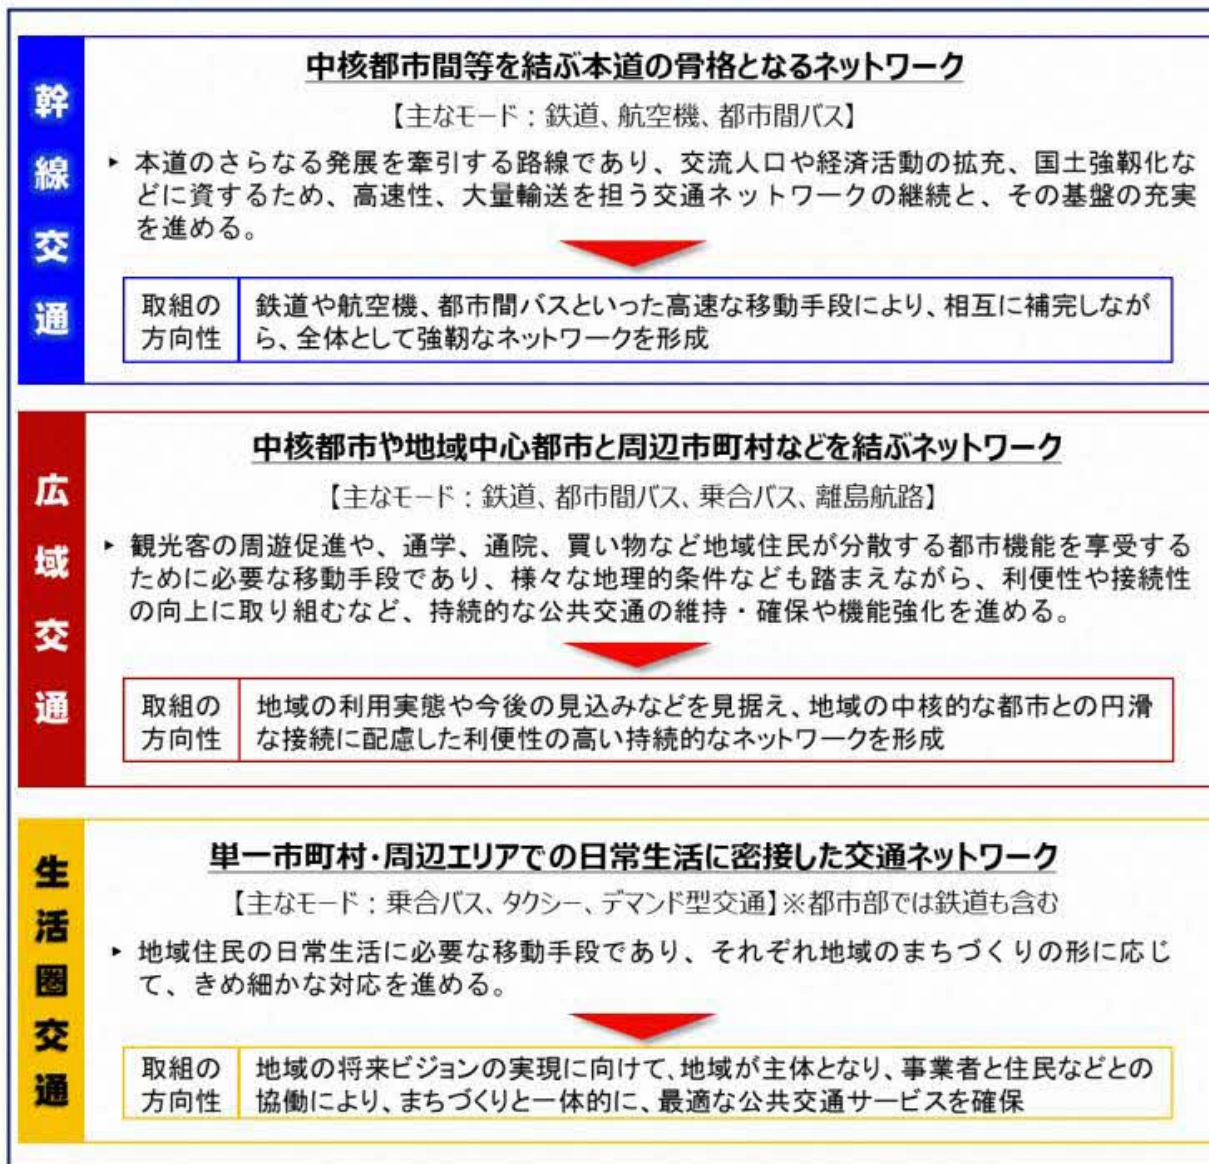 幹線交通
中核都市間等を結ぶ本道の骨格となるネットワーク
【主なモード：鉄道、航空機、都市間バス】
▸ 本道のさらなる発展を牽引する路線であり、交流人口や経済活動の拡充、国土強靱化な
どに資するため、高速性、大量輸送を担う交通ネットワークの継続と、その基盤の充実
を進める。
取組の
方向性
鉄道や航空機、都市間バスといった高速な移動手段により、相互に補完しなが
ら、全体として強靱なネットワークを形成
広域交通
中核都市や地域中心都市と周辺市町村などを結ぶネットワーク
【主なモード：鉄道、都市間バス、乗合バス、離島航路】
▸ 観光客の周遊促進や、通学、通院、買い物など地域住民が分散する都市機能を享受する
ために必要な移動手段であり、様々な地理的条件なども踏まえながら、利便性や接続性
の向上に取り組むなど、持続的な公共交通の維持・確保や機能強化を進める。
取組の
方向性
地域の利用実態や今後の見込みなどを見据え、地域の中核的な都市との円滑
な接続に配慮した利便性の高い持続的なネットワークを形成
生活圏交通
単一市町村・周辺エリアでの日常生活に密接した交通ネットワーク
【主なモード：乗合バス、タクシー、デマンド型交通】※都市部では鉄道も含む
▸ 地域住民の日常生活に必要な移動手段であり、それぞれ地域のまちづくりの形に応じ
て、きめ細かな対応を進める。
取組の
方向性
地域の将来ビジョンの実現に向けて、地域が主体となり、事業者と住民などとの
協働により、まちづくりと一体的に、最適な公共交通サービスを確保